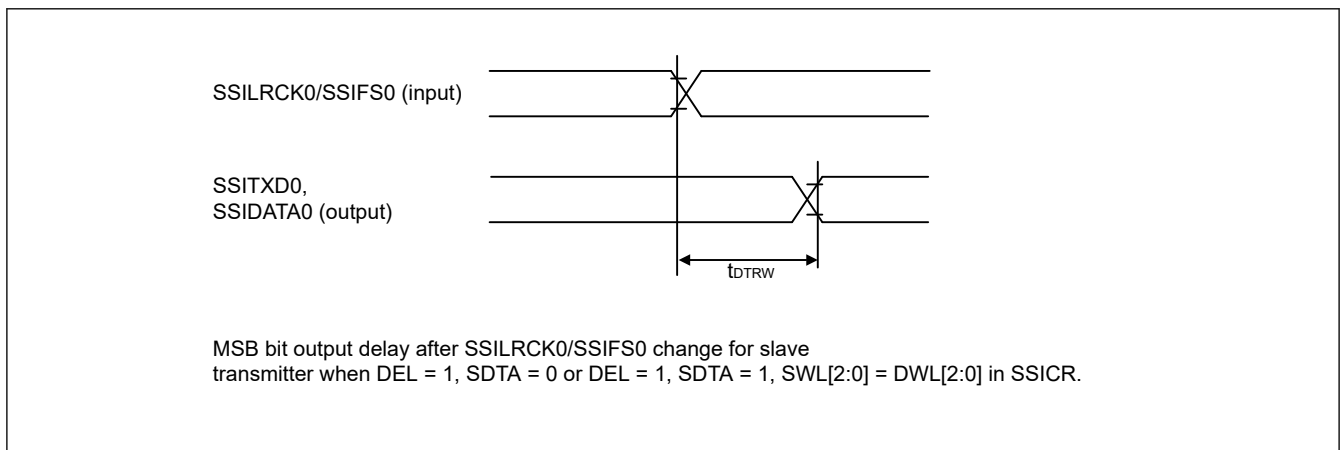 SSILRCK0/SSIFS0 (input)
SSITXD0,
SSIDATA0 (output)
tDTRW
MSB bit output delay after SSILRCK0/SSIFS0 change for slave
transmitter when DEL = 1, SDTA = 0 or DEL = 1, SDTA = 1, SWL[2:0] = DWL[2:0] in SSICR.